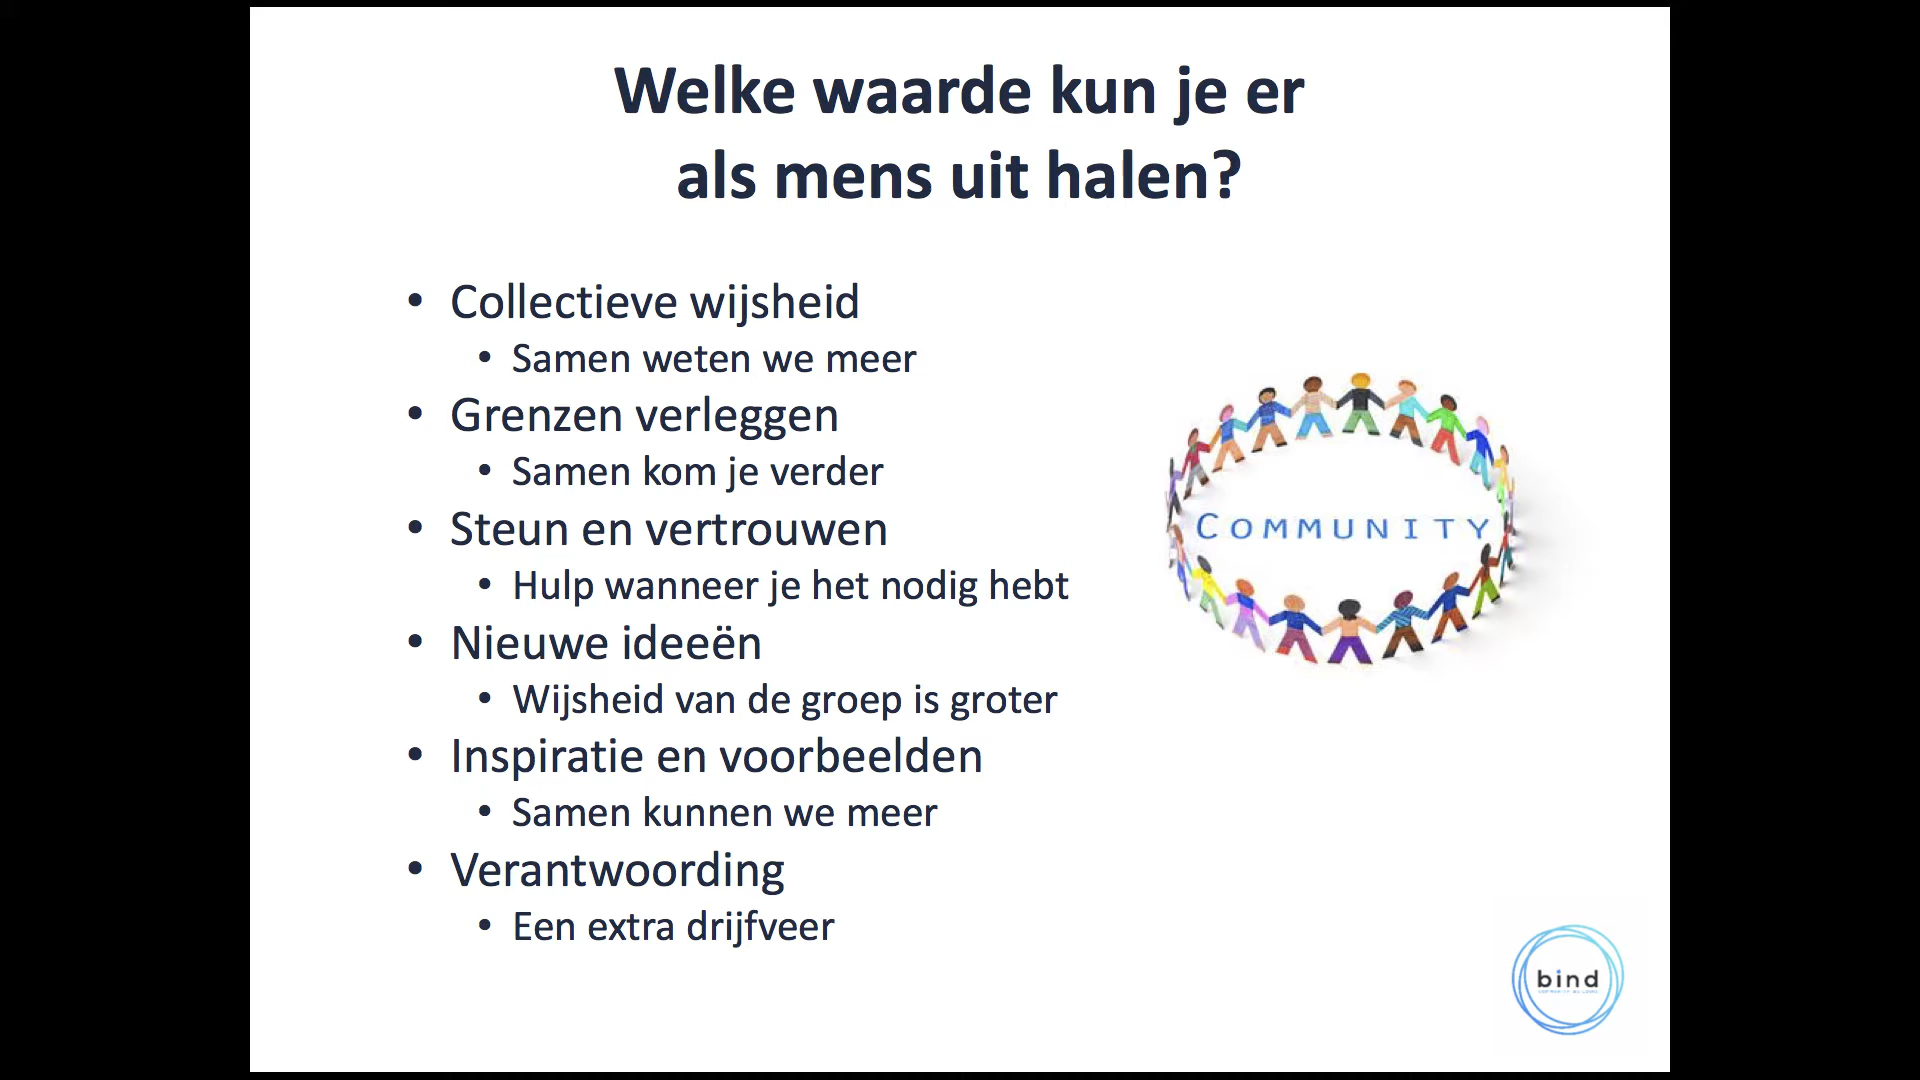 Welke waarde kun je er
als mens uit halen?
• Collectieve wijsheid
• Samen weten we meer
• Grenzen verleggen
• Samen kom je verder
• Steun en vertrouwen
• Hulp wanneer je het nodig hebt
• Nieuwe ideeën
• Wijsheid van de groep is groter
• Inspiratie en voorbeelden
• Samen kunnen we meer
• Verantwoording
• Een extra drijfveer
COMMUNITY
bind